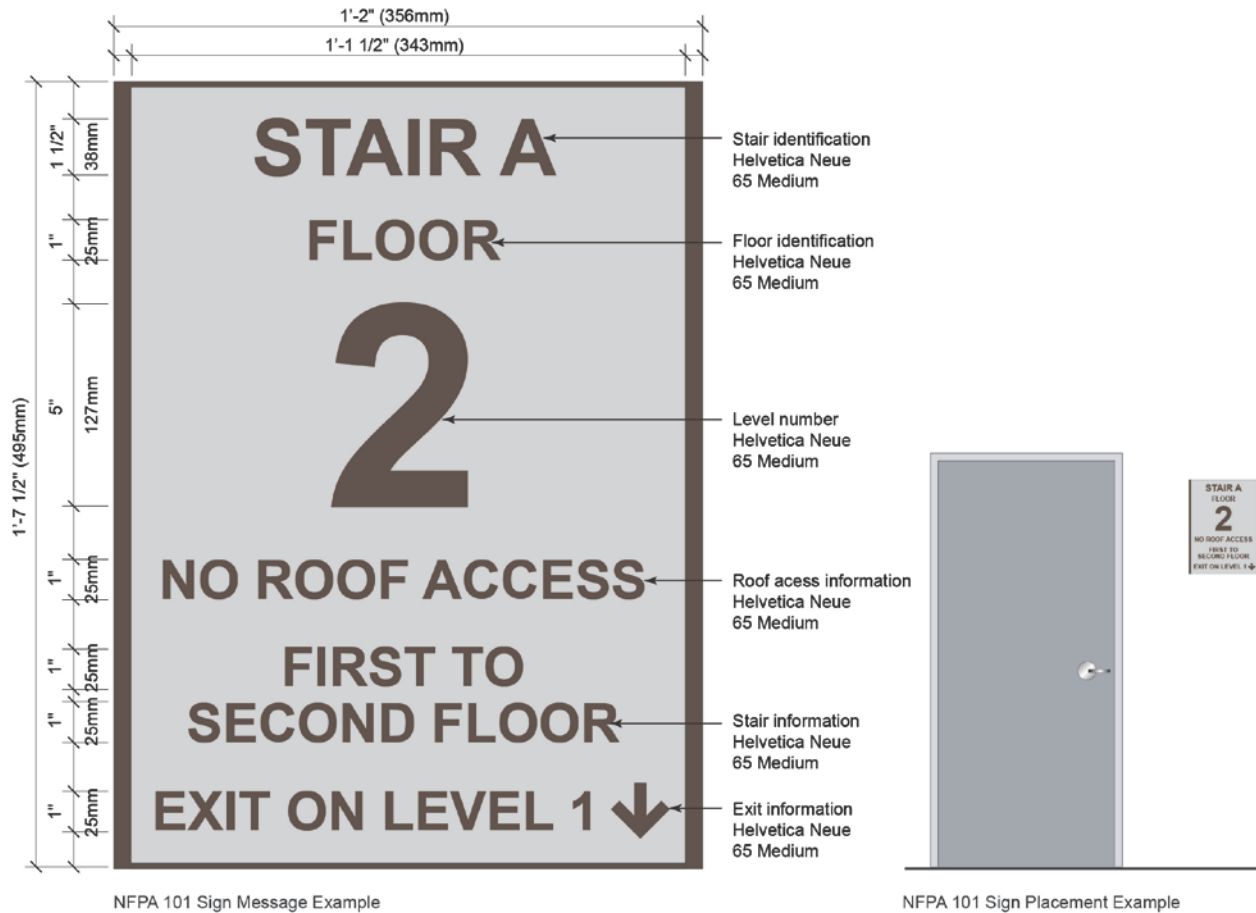 1'-2" (356mm)
1'-1 1/2" (343mm)
1'-7 1/2" (495mm)
1 1/2"
38mm
1"
25mm
5"
127mm
1"
25mm
1"
25mm
1"
25mm
1"
25mm
STAIR A
FLOOR
2
NO ROOF ACCESS
FIRST TO
SECOND FLOOR
EXIT ON LEVEL 1
Stair identification
Helvetica Neue
65 Medium
Floor identification
Helvetica Neue
65 Medium
Level number
Helvetica Neue
65 Medium
Roof acess information
Helvetica Neue
65 Medium
Stair information
Helvetica Neue
65 Medium
Exit information
Helvetica Neue
65 Medium
NFPA 101 Sign Message Example
STAIR A
FLOOR
2
NO ROOF ACCESS
FIRST TO
SECOND FLOOR
EXIT ON LEVEL 1
NFPA 101 Sign Placement Example